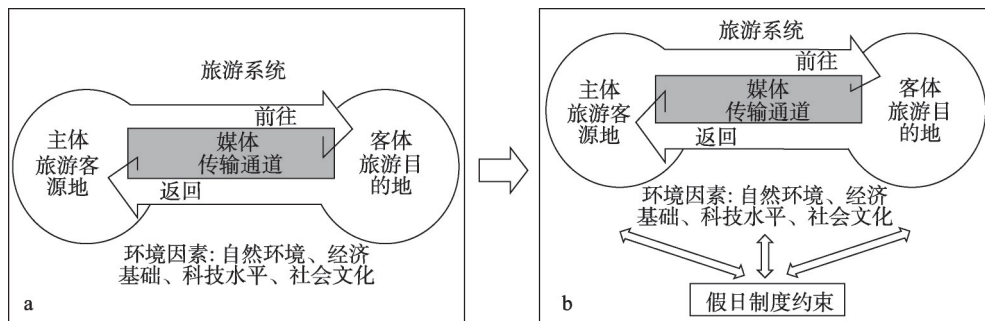 旅游系统
前往
主体
旅游客
源地
媒体
传输通道
客体
旅游目
的地
返回
环境因素: 自然环境、经济
基础、科技水平、社会文化
a
旅游系统
前往
主体
旅游客
源地
媒体
传输通道
客体
旅游目
的地
返回
环境因素: 自然环境、经济
基础、科技水平、社会文化
假日制度约束
b